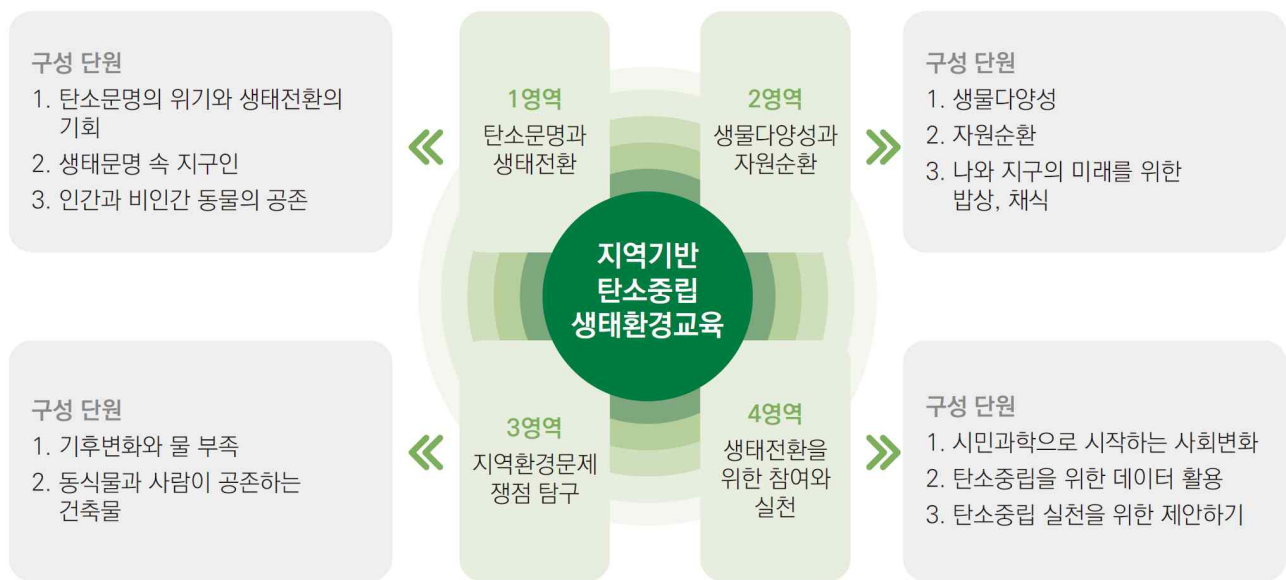 구성 단원
1. 탄소문명의 위기와 생태전환의
기회
2. 생태문명 속 지구인
3. 인간과 비인간 동물의 공존
1영역
탄소문명과
생태전환
2영역
생물다양성과
자원순환
구성 단원
1. 생물다양성
2. 자원순환
3. 나와 지구의 미래를 위한
밥상, 채식
지역기반
탄소중립
생태환경교육
구성 단원
1. 기후변화와 물 부족
2. 동식물과 사람이 공존하는
건축물
3영역
지역환경문제
쟁점 탐구
4영역
생태전환을
위한 참여와
실천
구성 단원
1. 시민과학으로 시작하는 사회변화
2. 탄소중립을 위한 데이터 활용
3. 탄소중립 실천을 위한 제안하기